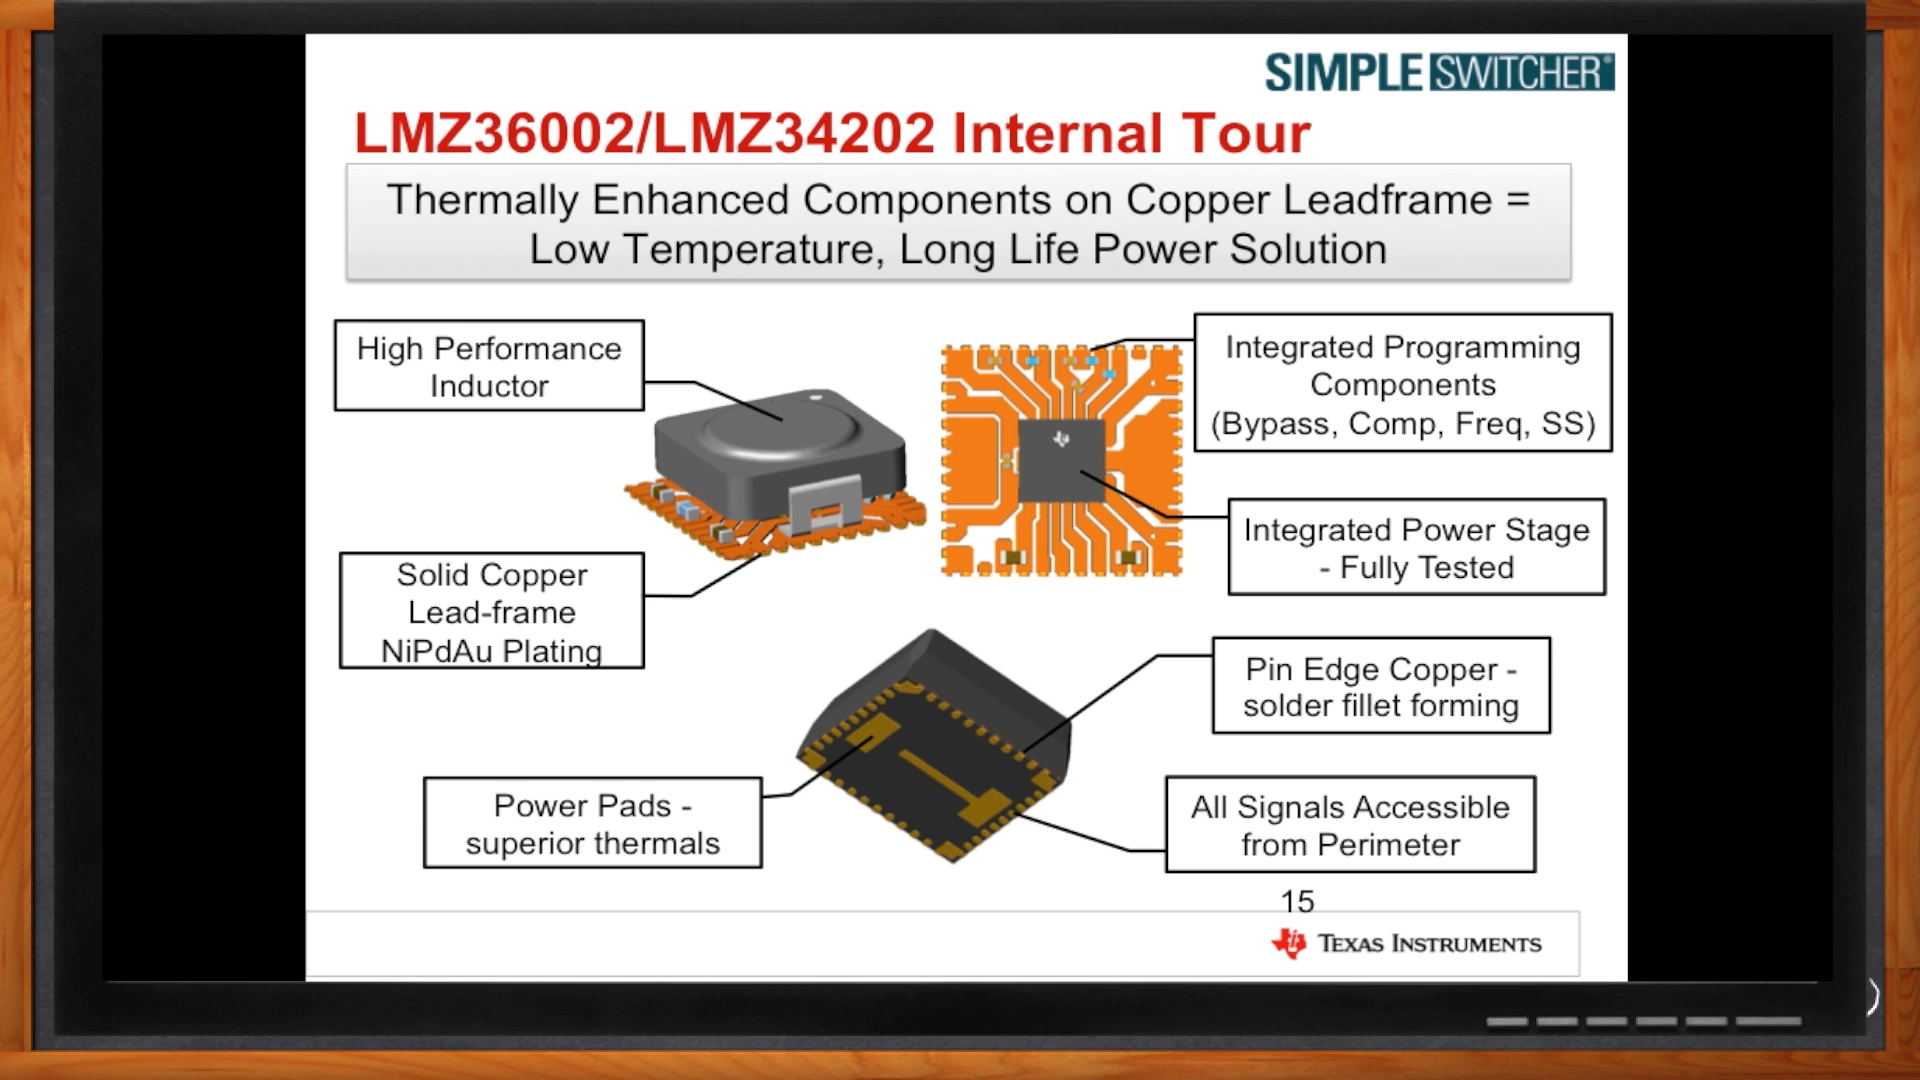 SIMPLE SWITCHER®
LMZ36002/LMZ34202 Internal Tour
Thermally Enhanced Components on Copper Leadframe =
Low Temperature, Long Life Power Solution
High Performance
Inductor
Integrated Programming
Components
(Bypass, Comp, Freq, SS)
Integrated Power Stage
- Fully Tested
Solid Copper
Lead-frame
NiPdAu Plating
Pin Edge Copper -
solder fillet forming
Power Pads -
superior thermals
All Signals Accessible
from Perimeter
15
TEXAS INSTRUMENTS